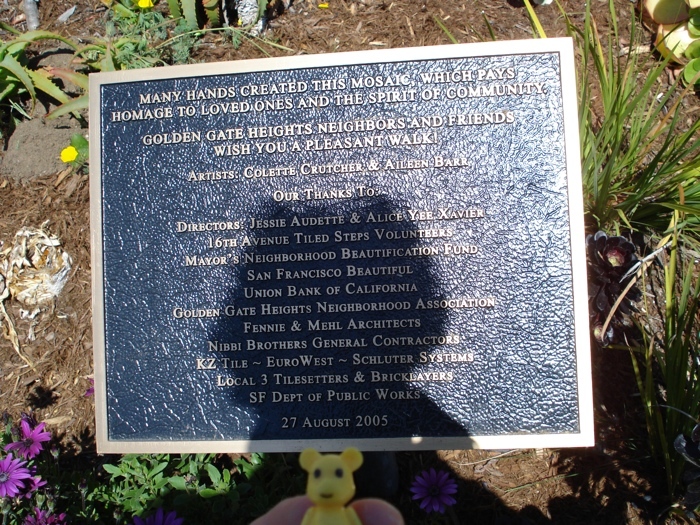 MANY HANDS CREATED THIS MOSAIC, WHICH PAYS
HOMAGE TO LOVED ONES AND THE SPIRIT OF COMMUNITY.
GOLDEN GATE HEIGHTS NEIGHBORS AND FRIENDS
WISH YOU A PLEASANT WALK!
ARTISTS: COLETTE CRUTCHER & AILEEN BARR
OUR THANKS TO:
DIRECTORS: JESSIE AUDETTE & ALICE YEE XAVIER
16TH AVENUE TILED STEPS VOLUNTEERS
MAYOR'S NEIGHBORHOOD BEAUTIFICATION FUND
SAN FRANCISCO BEAUTIFUL
UNION BANK OF CALIFORNIA
GOLDEN GATE HEIGHTS NEIGHBORHOOD ASSOCIATION
FENNIE & MEHL ARCHITECTS
NIBBI BROTHERS GENERAL CONTRACTORS
KZ TILE ~ EUROWEST ~ SCHLUTER SYSTEMS
LOCAL 3 TILESETTERS & BRICKLAYERS
SF DEPT OF PUBLIC WORKS
27 AUGUST 2005